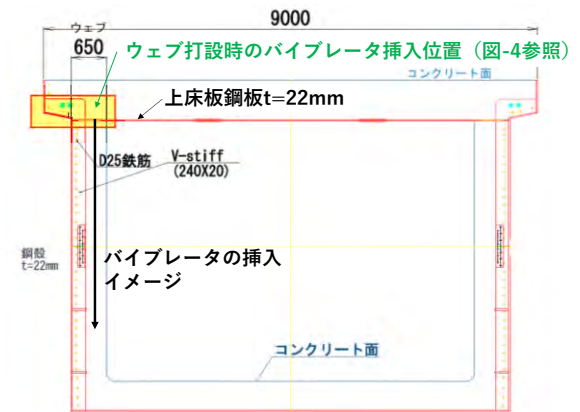 9000
ウェブ
650
ウェブ打設時のバイブレータ挿入位置（図-4参照）
コンクリート面
上床板鋼板t=22mm
D25鉄筋
V-stiff
(240X20)
鋼殻
t=22mm
バイブレータの挿入
イメージ
コンクリート面